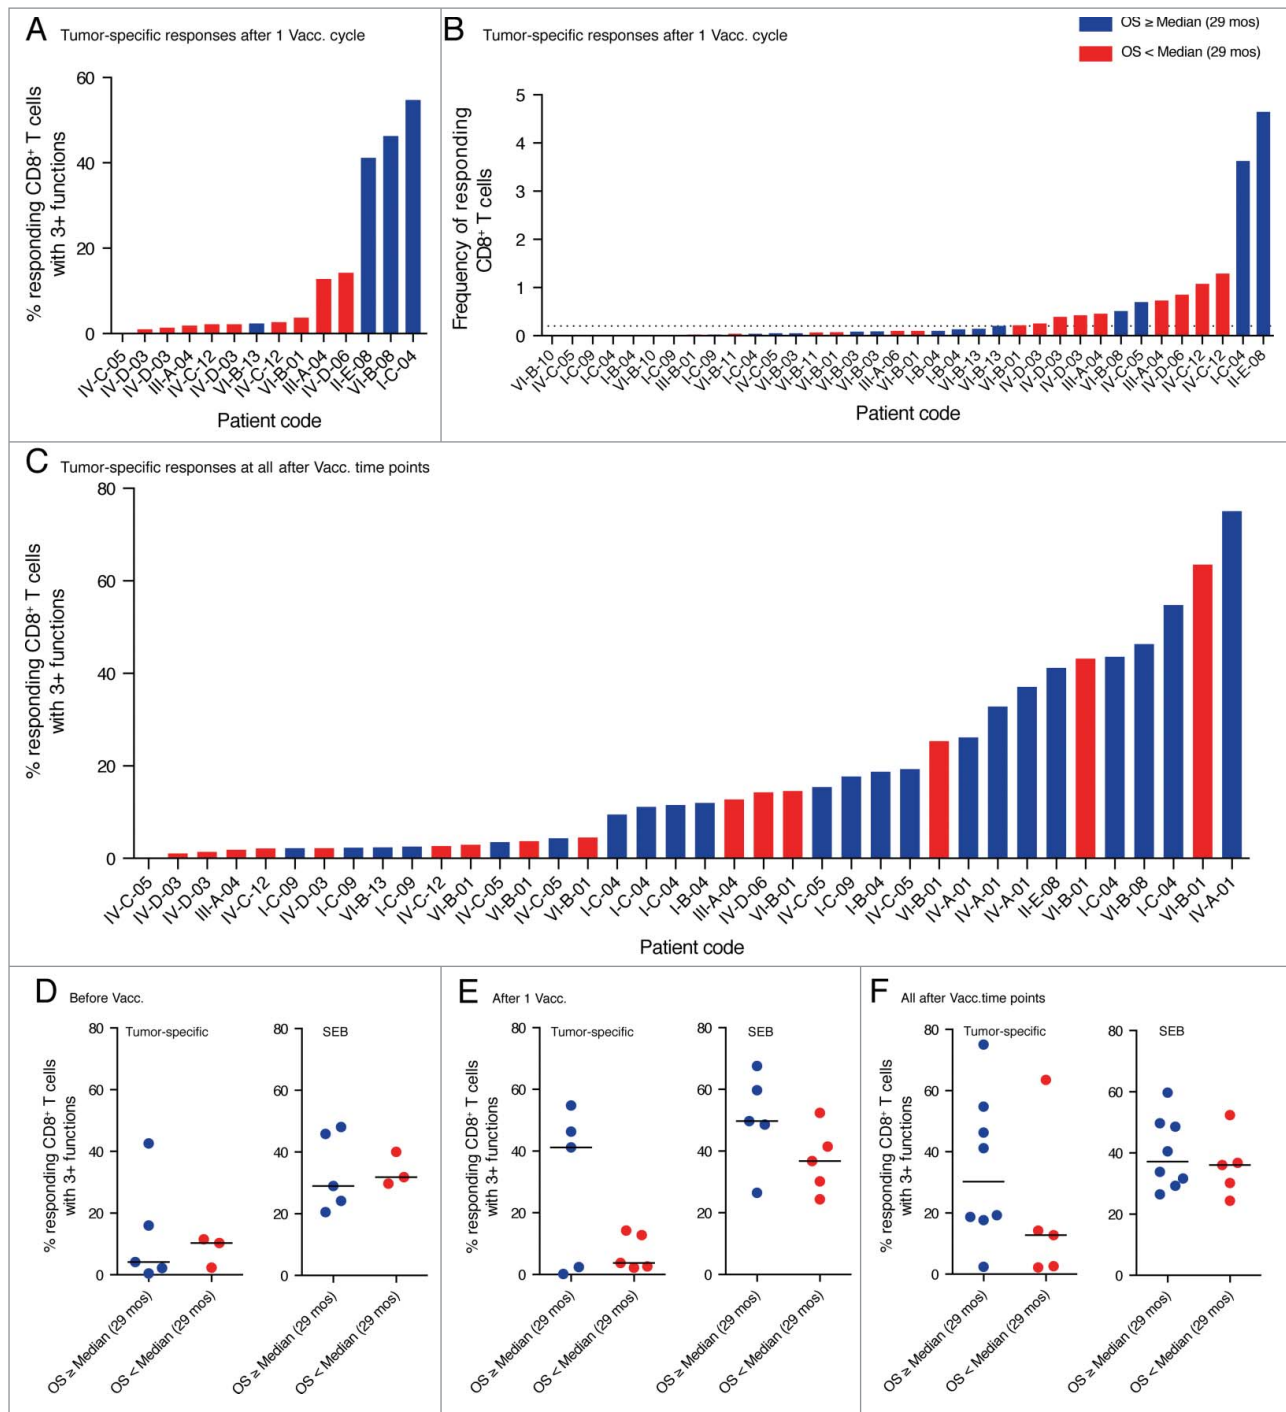 A Tumor-specific responses after 1 Vacc. cycle
% responding CD8⁺ T cells
with 3+ functions
60
40
20
0
IV-C-05
IV-D-03
IV-D-03
III-A-04
IV-C-12
IV-D-03
VI-B-13
IV-C-12
VI-B-01
III-A-04
IV-D-06
II-E-08
VI-B-08
I-C-04
Patient code
B Tumor-specific responses after 1 Vacc. cycle
OS ≥ Median (29 mos)
OS < Median (29 mos)
Frequency of responding
CD8⁺ T cells
5
4
3
2
1
0
VI-B-10
IV-C-05
I-C-09
I-C-04
I-B-04
VI-B-10
I-C-09
III-B-01
I-C-09
VI-B-11
I-C-04
IV-C-05
VI-B-03
VI-B-11
VI-B-01
VI-B-03
VI-B-03
III-A-06
VI-B-01
I-B-04
I-B-04
VI-B-13
VI-B-13
VI-B-01
IV-D-03
IV-D-03
IV-D-03
III-A-04
VI-B-08
IV-C-05
III-A-04
IV-D-06
IV-C-12
IV-C-12
I-C-04
II-E-08
Patient code
C Tumor-specific responses at all after Vacc. time points
% responding CD8⁺ T cells
with 3+ functions
80
60
40
20
0
IV-C-05
IV-D-03
IV-D-03
III-A-04
IV-C-12
I-C-09
IV-D-03
I-C-09
VI-B-13
I-C-09
IV-C-12
VI-B-01
IV-C-05
VI-B-01
IV-C-05
VI-B-01
I-C-04
I-C-04
I-C-04
I-B-04
III-A-04
IV-D-06
VI-B-01
IV-C-05
I-C-09
I-B-04
IV-C-05
VI-B-01
IV-A-01
IV-A-01
IV-A-01
II-E-08
VI-B-01
I-C-04
VI-B-08
I-C-04
VI-B-01
IV-A-01
Patient code
D Before Vacc.
% responding CD8⁺ T cells
with 3+ functions
Tumor-specific
80
60
40
20
0
OS ≥ Median (29 mos)
OS < Median (29 mos)
SEB
80
60
40
20
0
OS ≥ Median (29 mos)
OS < Median (29 mos)
E After 1 Vacc.
% responding CD8⁺ T cells
with 3+ functions
Tumor-specific
80
60
40
20
0
OS ≥ Median (29 mos)
OS < Median (29 mos)
SEB
80
60
40
20
0
OS ≥ Median (29 mos)
OS < Median (29 mos)
F All after Vacc.time points
% responding CD8⁺ T cells
with 3+ functions
Tumor-specific
80
60
40
20
0
OS ≥ Median (29 mos)
OS < Median (29 mos)
SEB
80
60
40
20
0
OS ≥ Median (29 mos)
OS < Median (29 mos)